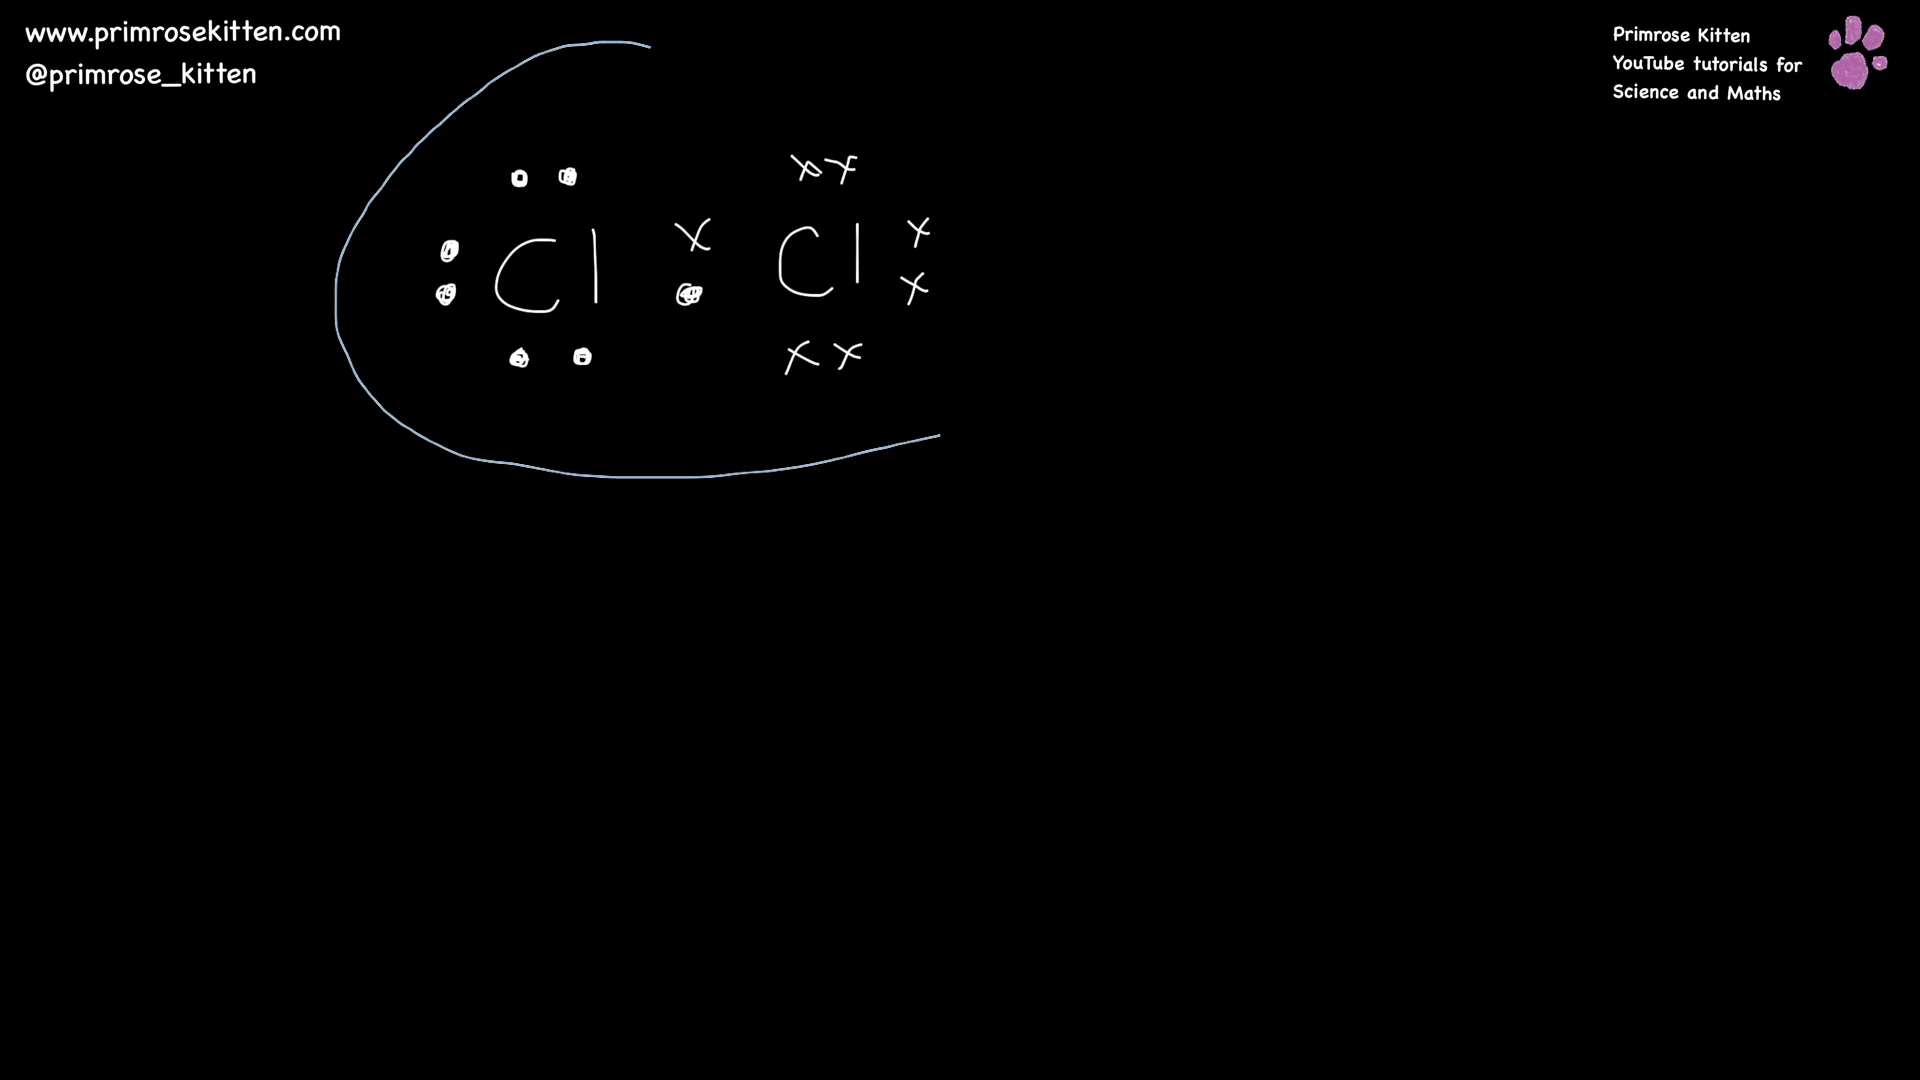 www.primrosekitten.com
@primrose_kitten
Primrose Kitten
YouTube tutorials for
Science and Maths
x x
Cl x Cl x
x
x x